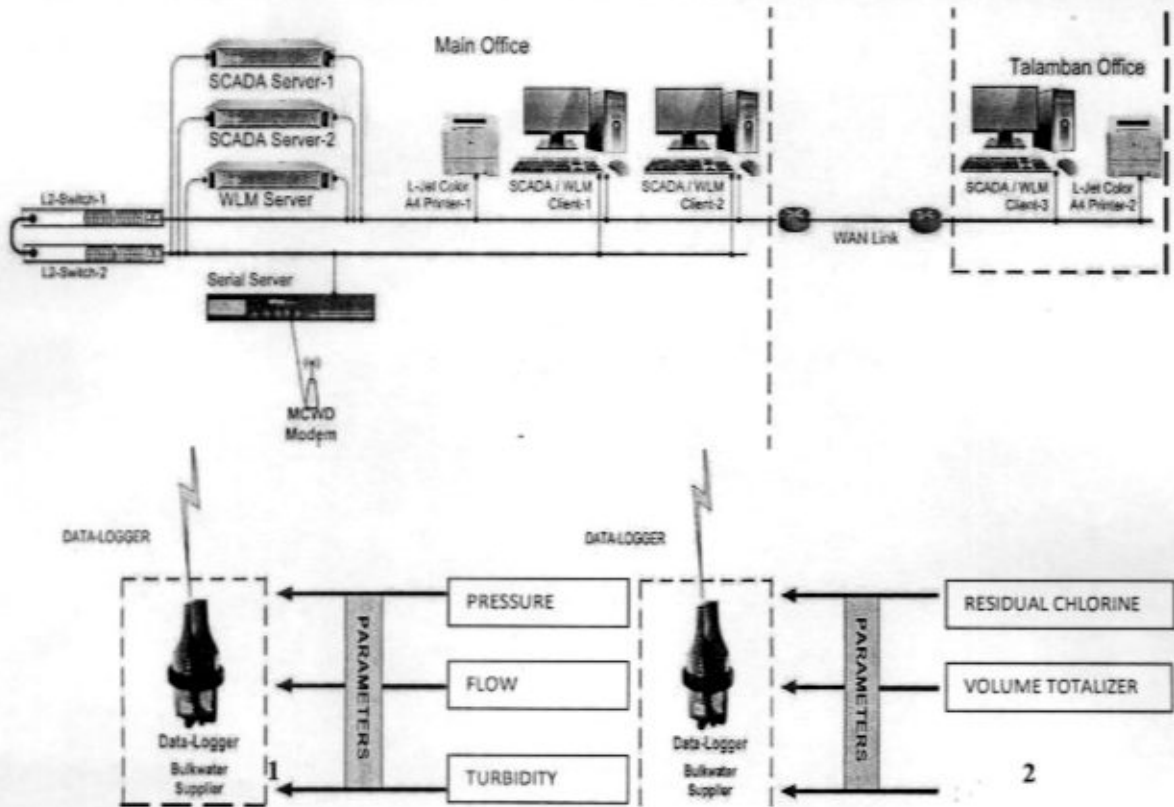 Main Office
Talamban Office
SCADA Server-1
SCADA Server-2
WLM Server
L2-Switch-1
L2-Switch-2
L-Jet Color
A4 Printer-1
SCADA / WLM
Client-1
SCADA / WLM
Client-2
WAN Link
SCADA / WLM
Client-3
L-Jet Color
A4 Printer-2
Serial Server
MCWD
Modem
DATA-LOGGER
DATA-LOGGER
PARAMETERS
PRESSURE
FLOW
TURBIDITY
Data-Logger
Bulkwater
Supplier
1
PARAMETERS
RESIDUAL CHLORINE
VOLUME TOTALIZER
Data-Logger
Bulkwater
Supplier
2